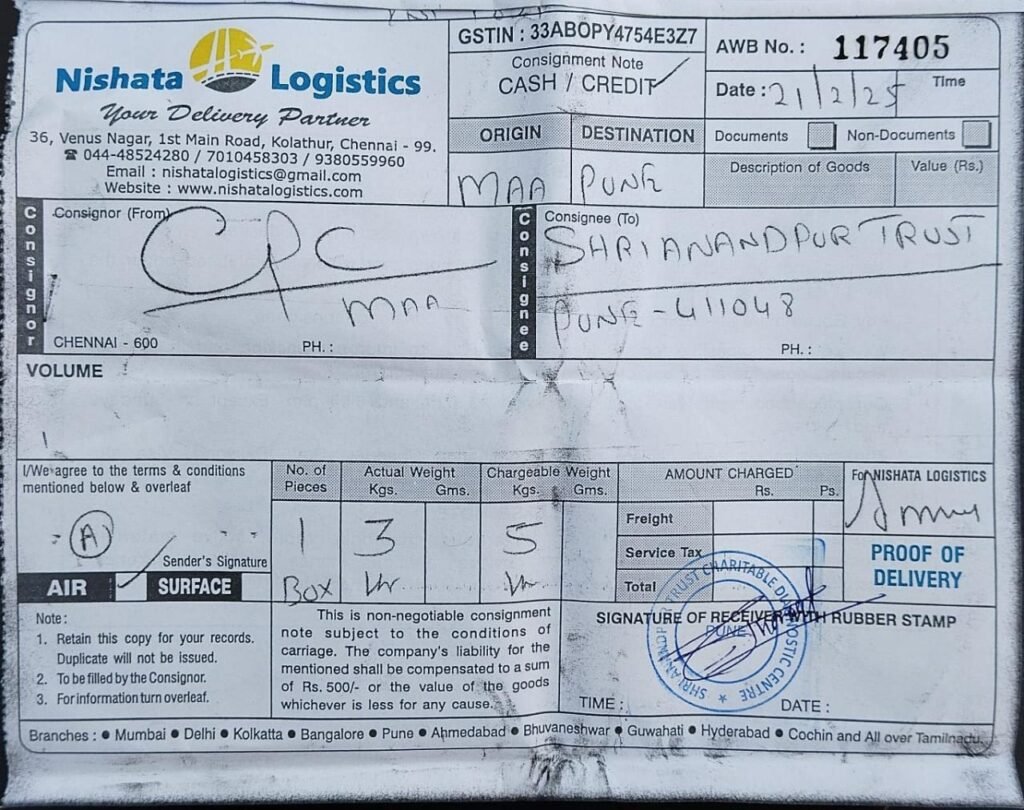 Nishata Logistics
Your Delivery Partner
36, Venus Nagar, 1st Main Road, Kolathur, Chennai - 99.
☎ 044-48524280 / 7010458303 / 9380559960
Email : nishatalogistics@gmail.com
Website : www.nishatalogistics.com
GSTIN : 33ABOPY4754E3Z7
Consignment Note
CASH / CREDIT
AWB No. : 117405
Date : 21/2/25 Time
ORIGIN DESTINATION
MAA PUNE
Documents Non-Documents
Description of Goods Value (Rs.)
Consignor
Consignor (From)
CPC
MAA
CHENNAI - 600 PH. :
Consignee
Consignee (To)
SHRI ANANDPUR TRUST
PUNE - 411048
PH. :
VOLUME
I/We agree to the terms & conditions
mentioned below & overleaf
A
Sender's Signature
AIR SURFACE
No. of Pieces
1
Box
Actual Weight
Kgs. Gms.
3
Chargeable Weight
Kgs. Gms.
5
AMOUNT CHARGED
Rs. Ps.
Freight
Service Tax
Total
For NISHATA LOGISTICS
PROOF OF
DELIVERY
Note :
1. Retain this copy for your records.
Duplicate will not be issued.
2. To be filled by the Consignor.
3. For information turn overleaf.
This is non-negotiable consignment
note subject to the conditions of
carriage. The company's liability for
the mentioned shall be compensated to a sum
of Rs. 500/- or the value of the goods
whichever is less for any cause.
SIGNATURE OF RECEIVER WITH RUBBER STAMP
SHRI ANANDPUR TRUST CHARITABLE DIAGNOSTIC CENTRE
PUNE
TIME : DATE :
Branches : ● Mumbai ● Delhi ● Kolkatta ● Bangalore ● Pune ● Ahmedabad ● Bhuvaneshwar ● Guwahati ● Hyderabad ● Cochin and All over Tamilnadu.